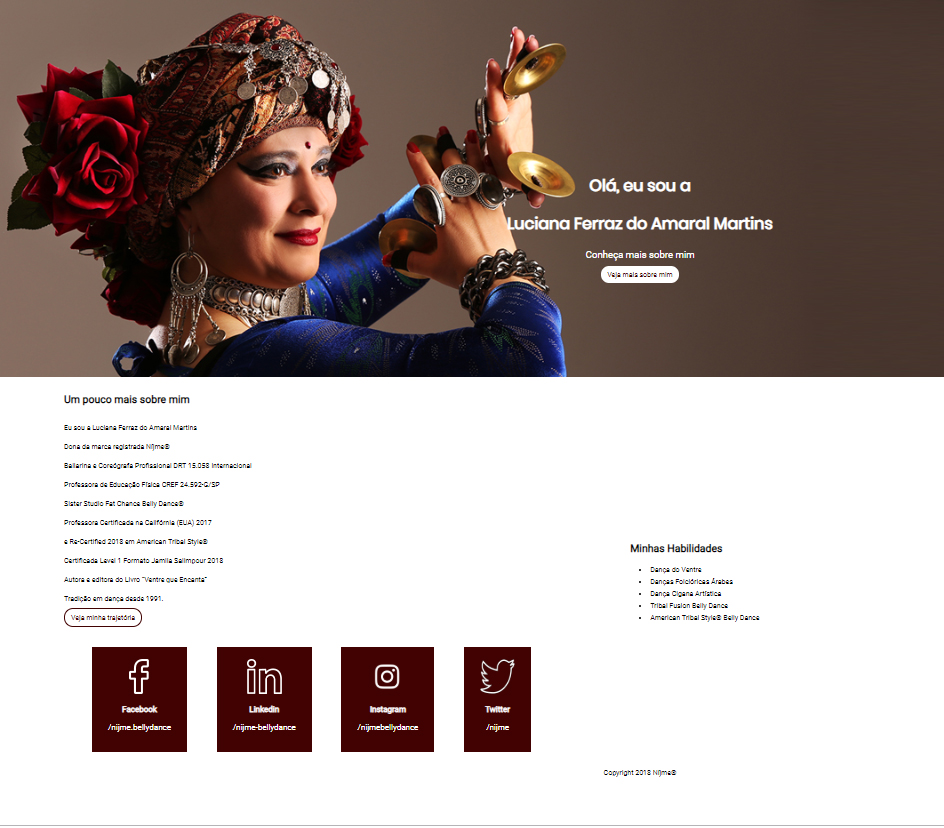 Olá, eu sou a
Luciana Ferraz do Amaral Martins
Conheça mais sobre mim
Veja mais sobre mim
Um pouco mais sobre mim
Eu sou a Luciana Ferraz do Amaral Martins
Dona da marca registrada Nijme®
Bailarina e Coreógrafa Profissional DRT 15.058 Internacional
Professora de Educação Física CREF 24.592-G/SP
Sister Studio Fat Chance Belly Dance®
Professora Certificada na Califórnia (EUA) 2017
e Re-Certified 2018 em American Tribal Style®
Certificada Level 1 Formato Jamila Salimpour 2018
Autora e editora do Livro "Ventre que Encanta"
Tradição em dança desde 1991.
Veja minha trajetória
Minhas Habilidades
Dança do Ventre
Danças Folclóricas Árabes
Dança Cigana Artística
Tribal Fusion Belly Dance
American Tribal Style® Belly Dance
Facebook
/nijme.bellydance
Linkedin
/nijme-bellydance
Instagram
/nijmebellydance
Twitter
/nijme
Copyright 2018 Nijme®